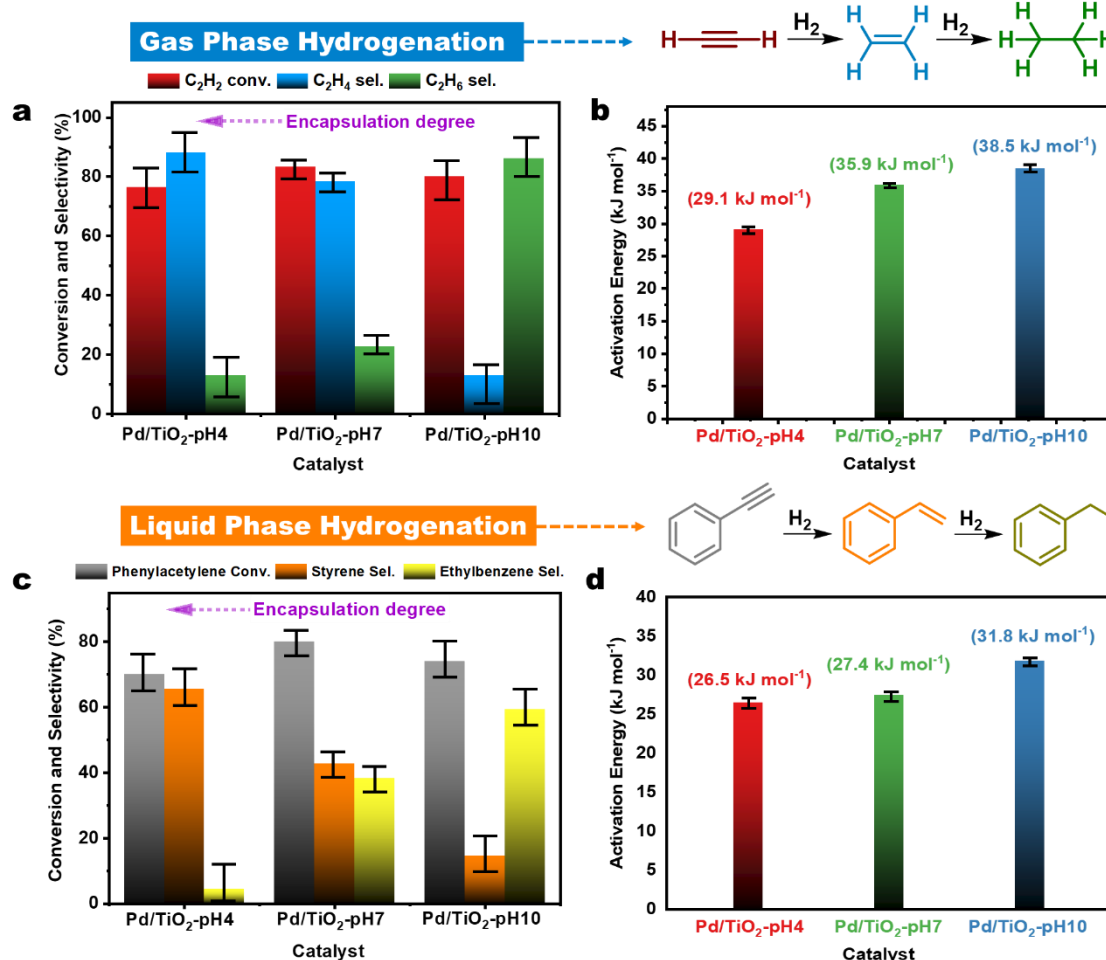 Gas Phase Hydrogenation
H H H₂ H H H H H₂ H H H H H
C₂H₂ conv. C₂H₄ sel. C₂H₆ sel.
a
Encapsulation degree
Conversion and Selectivity (%)
100
80
60
40
20
0
Pd/TiO₂-pH4 Pd/TiO₂-pH7 Pd/TiO₂-pH10
Catalyst
b
(29.1 kJ mol⁻¹)
(35.9 kJ mol⁻¹)
(38.5 kJ mol⁻¹)
Activation Energy (kJ mol⁻¹)
45
40
35
30
25
20
15
10
5
0
Pd/TiO₂-pH4 Pd/TiO₂-pH7 Pd/TiO₂-pH10
Catalyst
Liquid Phase Hydrogenation
H₂ H₂
c
Phenylacetylene Conv. Styrene Sel. Ethylbenzene Sel.
Encapsulation degree
Conversion and Selectivity (%)
80
60
40
20
0
Pd/TiO₂-pH4 Pd/TiO₂-pH7 Pd/TiO₂-pH10
Catalyst
d
(26.5 kJ mol⁻¹)
(27.4 kJ mol⁻¹)
(31.8 kJ mol⁻¹)
Activation Energy (kJ mol⁻¹)
40
35
30
25
20
15
10
5
0
Pd/TiO₂-pH4 Pd/TiO₂-pH7 Pd/TiO₂-pH10
Catalyst